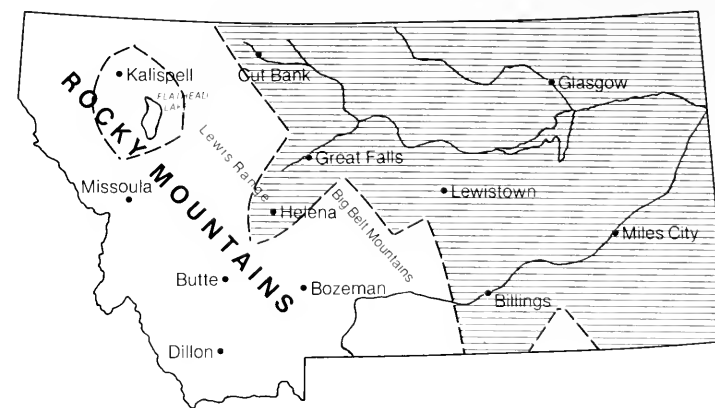 Kalispell
FLATHEAD
LAKE
ROCKY MOUNTAINS
Cut Bank
Glasgow
Lewis Range
Great Falls
Missoula
Lewistown
Helena
Big Belt Mountains
Miles City
Butte
Bozeman
Billings
Dillon